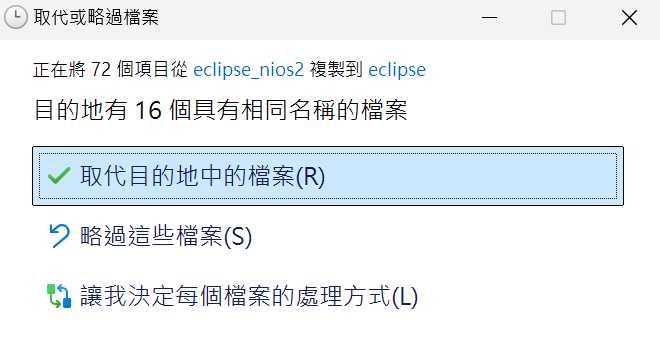 取代或略過檔案
正在將 72 個項目從 eclipse_nios2 複製到 eclipse
目的地有 16 個具有相同名稱的檔案
取代目的地中的檔案(R)
略過這些檔案(S)
讓我決定每個檔案的處理方式(L)